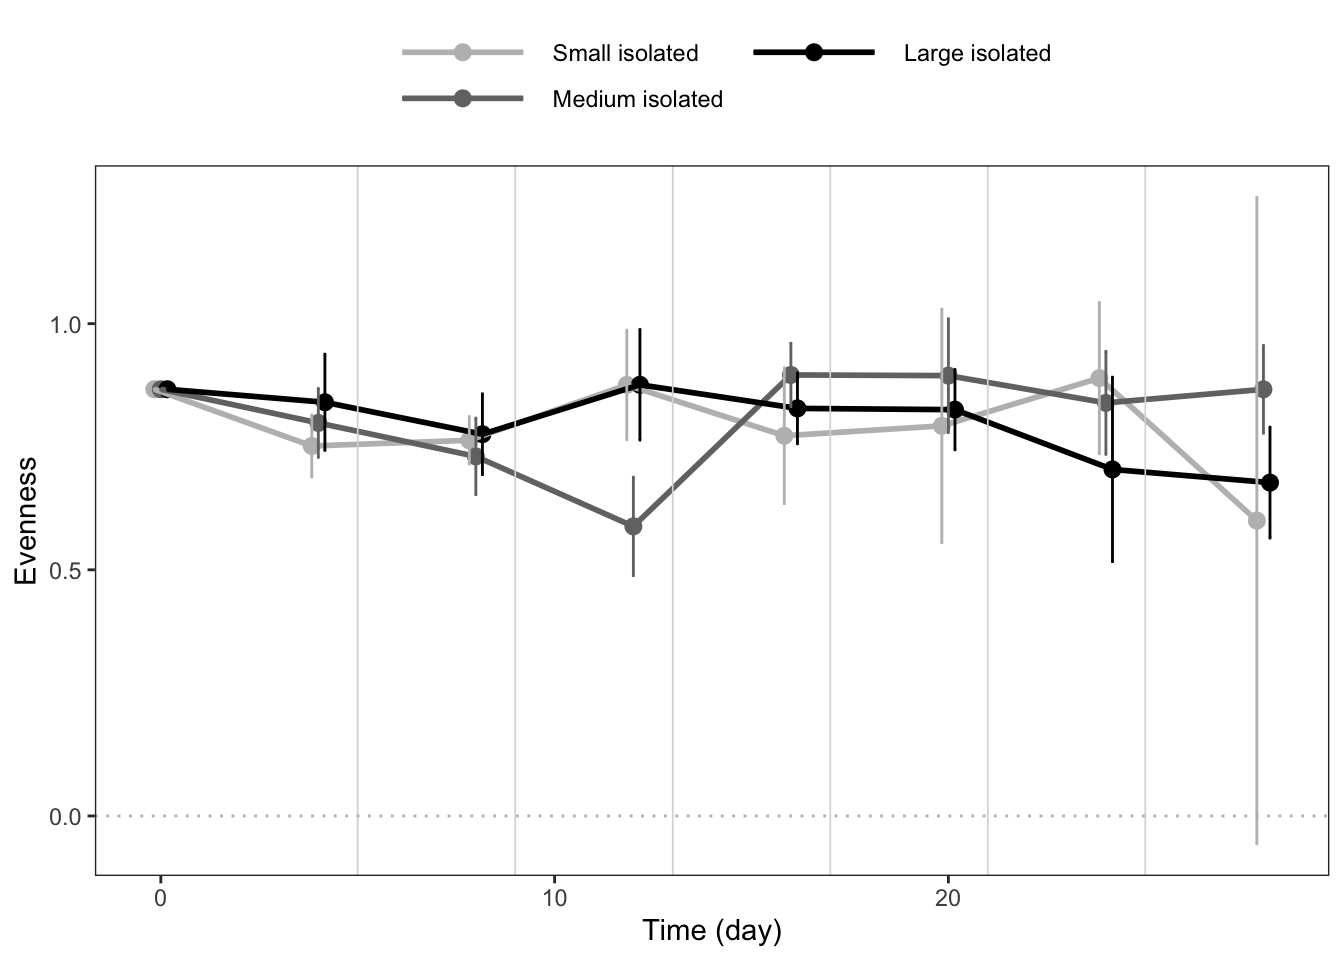 Small isolated
Large isolated
Medium isolated
Evenness
1.0
0.5
0.0
0
10
20
Time (day)